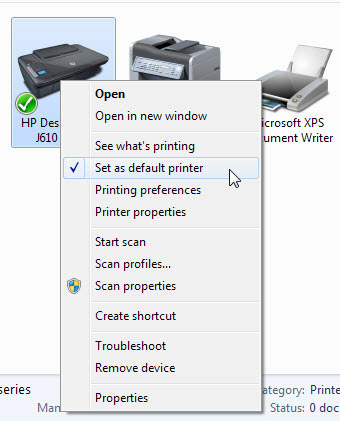 HP Des
J610
icrosoft XPS
cument Writer
Open
Open in new window
See what's printing
Set as default printer
Printing preferences
Printer properties
Start scan
Scan profiles...
Scan properties
Create shortcut
Troubleshoot
Remove device
Properties
series
ategory: Printe
Man
Status: 0 doc